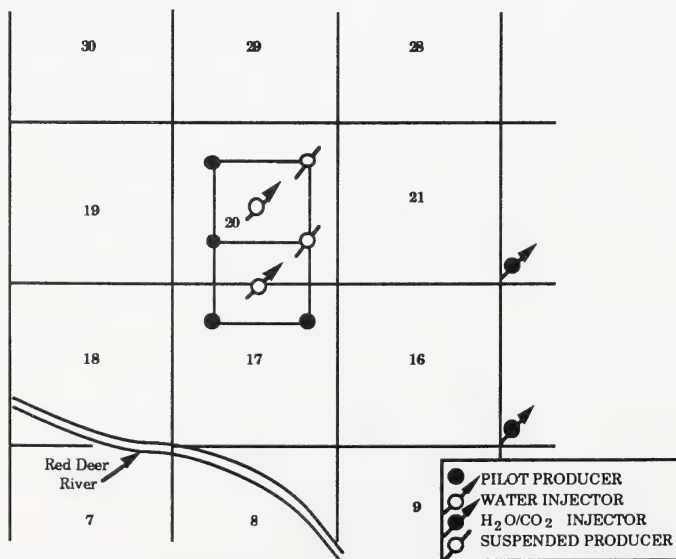 30 29 28
19 20 21
18 17 16
Red Deer
River
7 8 9
PILOT PRODUCER
WATER INJECTOR
H₂O/CO₂ INJECTOR
SUSPENDED PRODUCER